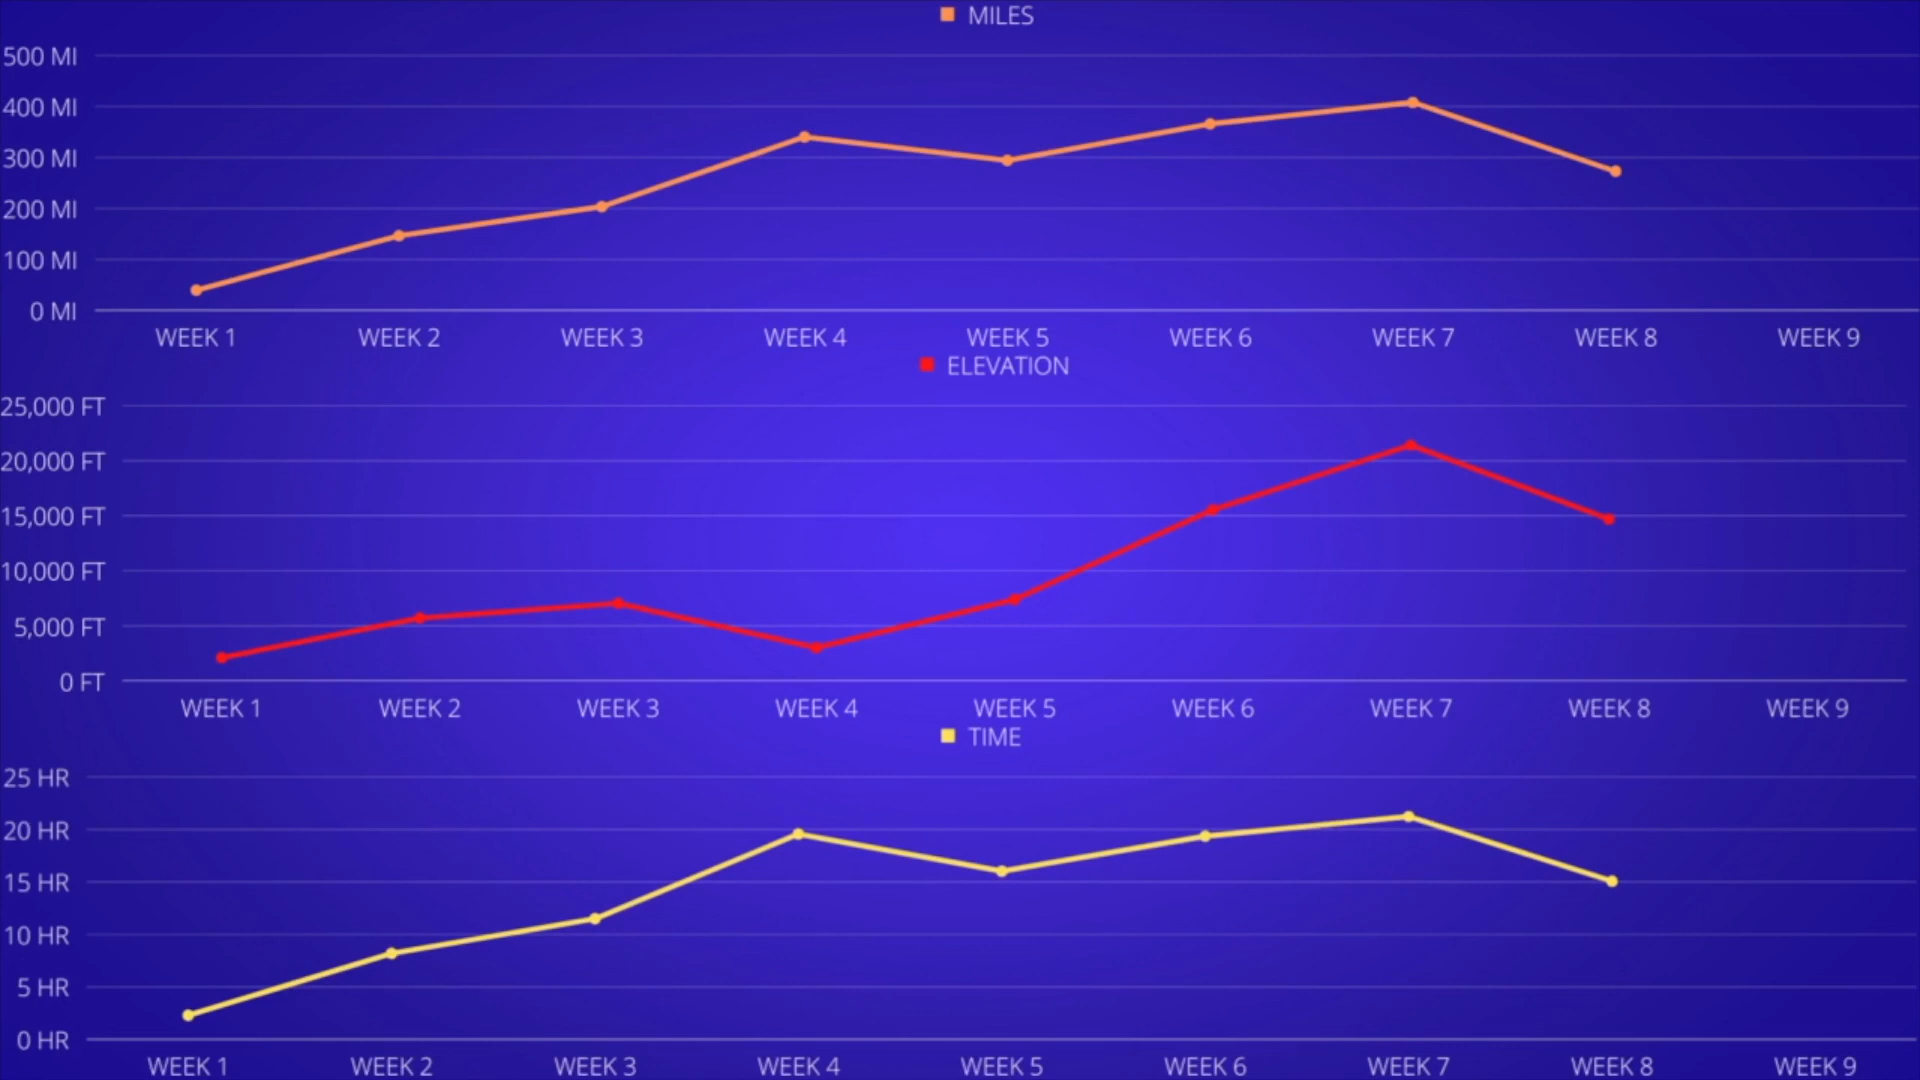 MILES
500 MI
400 MI
300 MI
200 MI
100 MI
0 MI
WEEK 1 WEEK 2 WEEK 3 WEEK 4 WEEK 5 WEEK 6 WEEK 7 WEEK 8 WEEK 9
ELEVATION
25,000 FT
20,000 FT
15,000 FT
10,000 FT
5,000 FT
0 FT
WEEK 1 WEEK 2 WEEK 3 WEEK 4 WEEK 5 WEEK 6 WEEK 7 WEEK 8 WEEK 9
TIME
25 HR
20 HR
15 HR
10 HR
5 HR
0 HR
WEEK 1 WEEK 2 WEEK 3 WEEK 4 WEEK 5 WEEK 6 WEEK 7 WEEK 8 WEEK 9